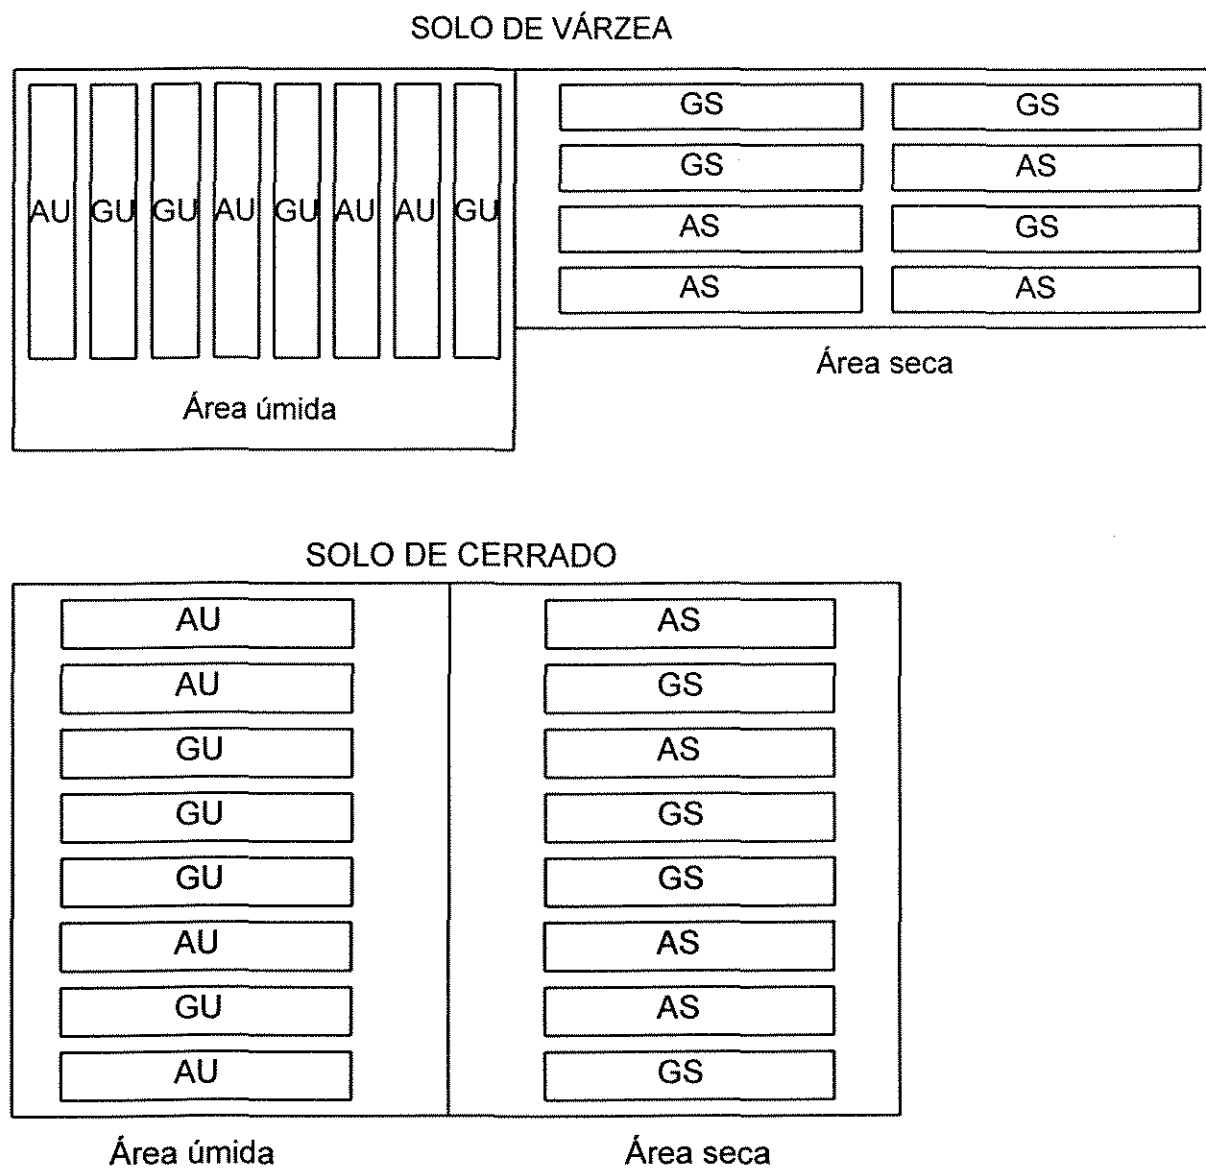 SOLO DE VÁRZEA
AU GU GU AU GU AU AU GU
GS GS
GS AS
AS GS
AS AS
Área úmida
Área seca
SOLO DE CERRADO
AU AS
AU GS
GU AS
GU GS
GU GS
AU AS
GU AS
AU GS
Área úmida Área seca